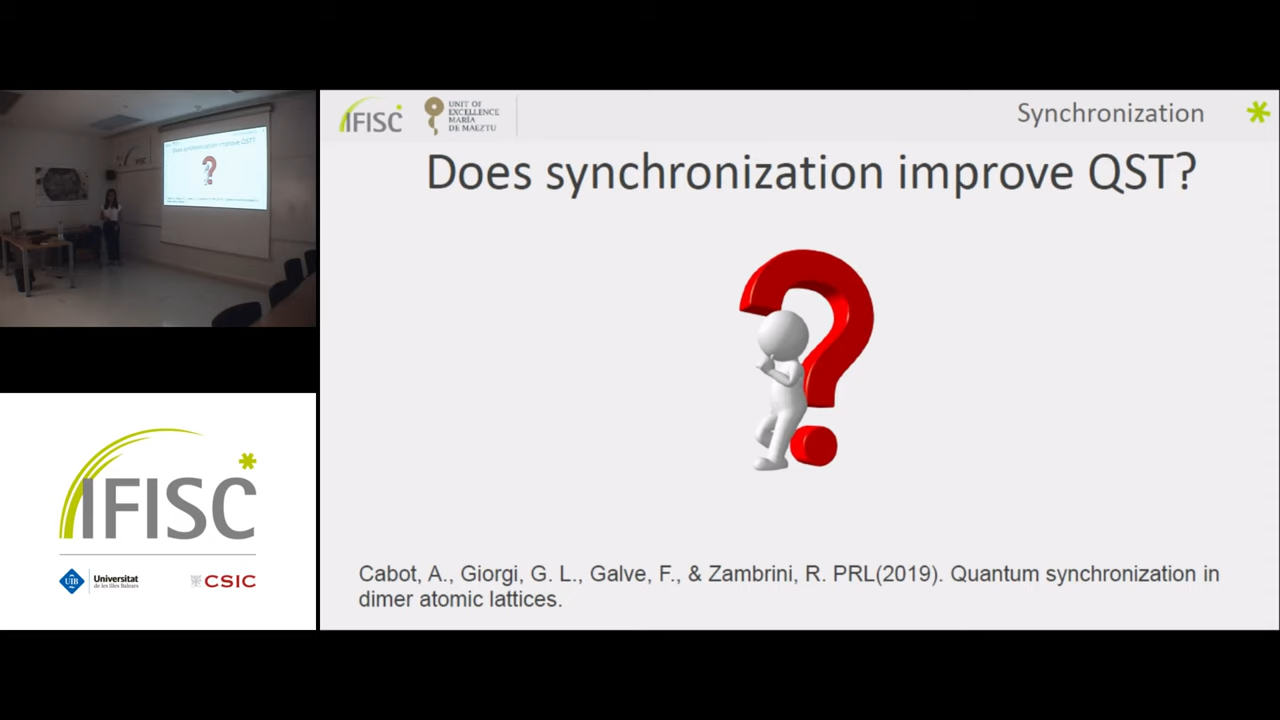 IFISC
UNIT OF
EXCELLENCE
MARÍA
DE MAEZTU
Synchronization
Does synchronization improve QST?
Cabot, A., Giorgi, G. L., Galve, F., & Zambrini, R. PRL(2019). Quantum synchronization in
dimer atomic lattices.
IFISC
UIB
Universitat
de les Illes Balears
CSIC